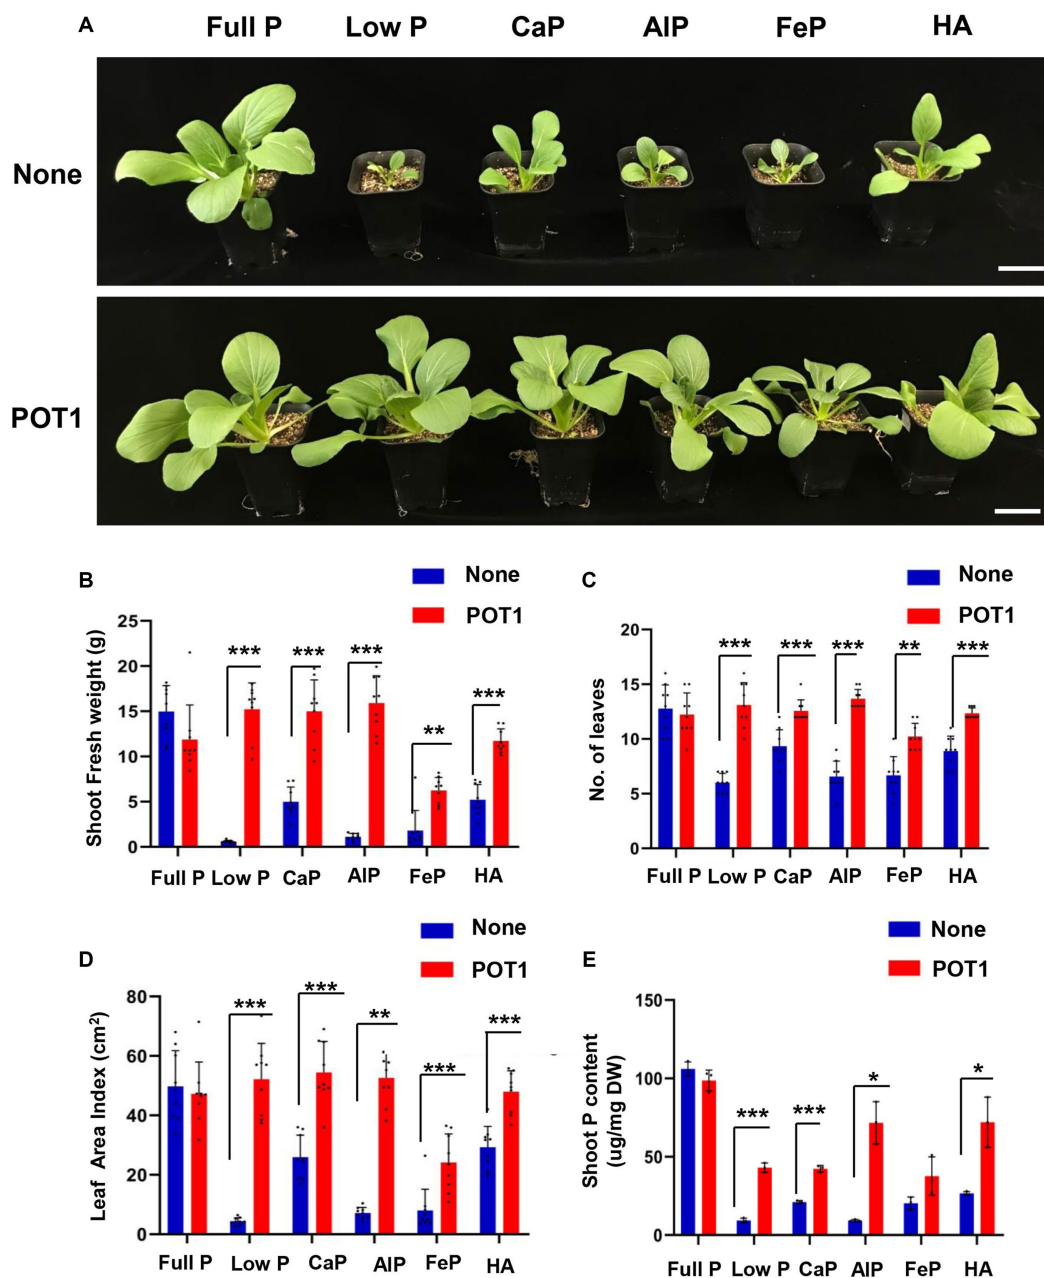 A Full P Low P CaP AlP FeP HA
None
POT1
B None
POT1
Shoot Fresh weight (g)
25
20
15
10
5
0
*** *** *** ** ***
Full P Low P CaP AlP FeP HA
C None
POT1
No. of leaves
20
15
10
5
0
*** *** *** ** ***
Full P Low P CaP AlP FeP HA
D None
POT1
Leaf Area Index (cm²)
80
60
40
20
0
*** *** ** *** ***
Full P Low P CaP AlP FeP HA
E None
POT1
Shoot P content
(ug/mg DW)
150
100
50
0
*** *** * *
Full P Low P CaP AlP FeP HA